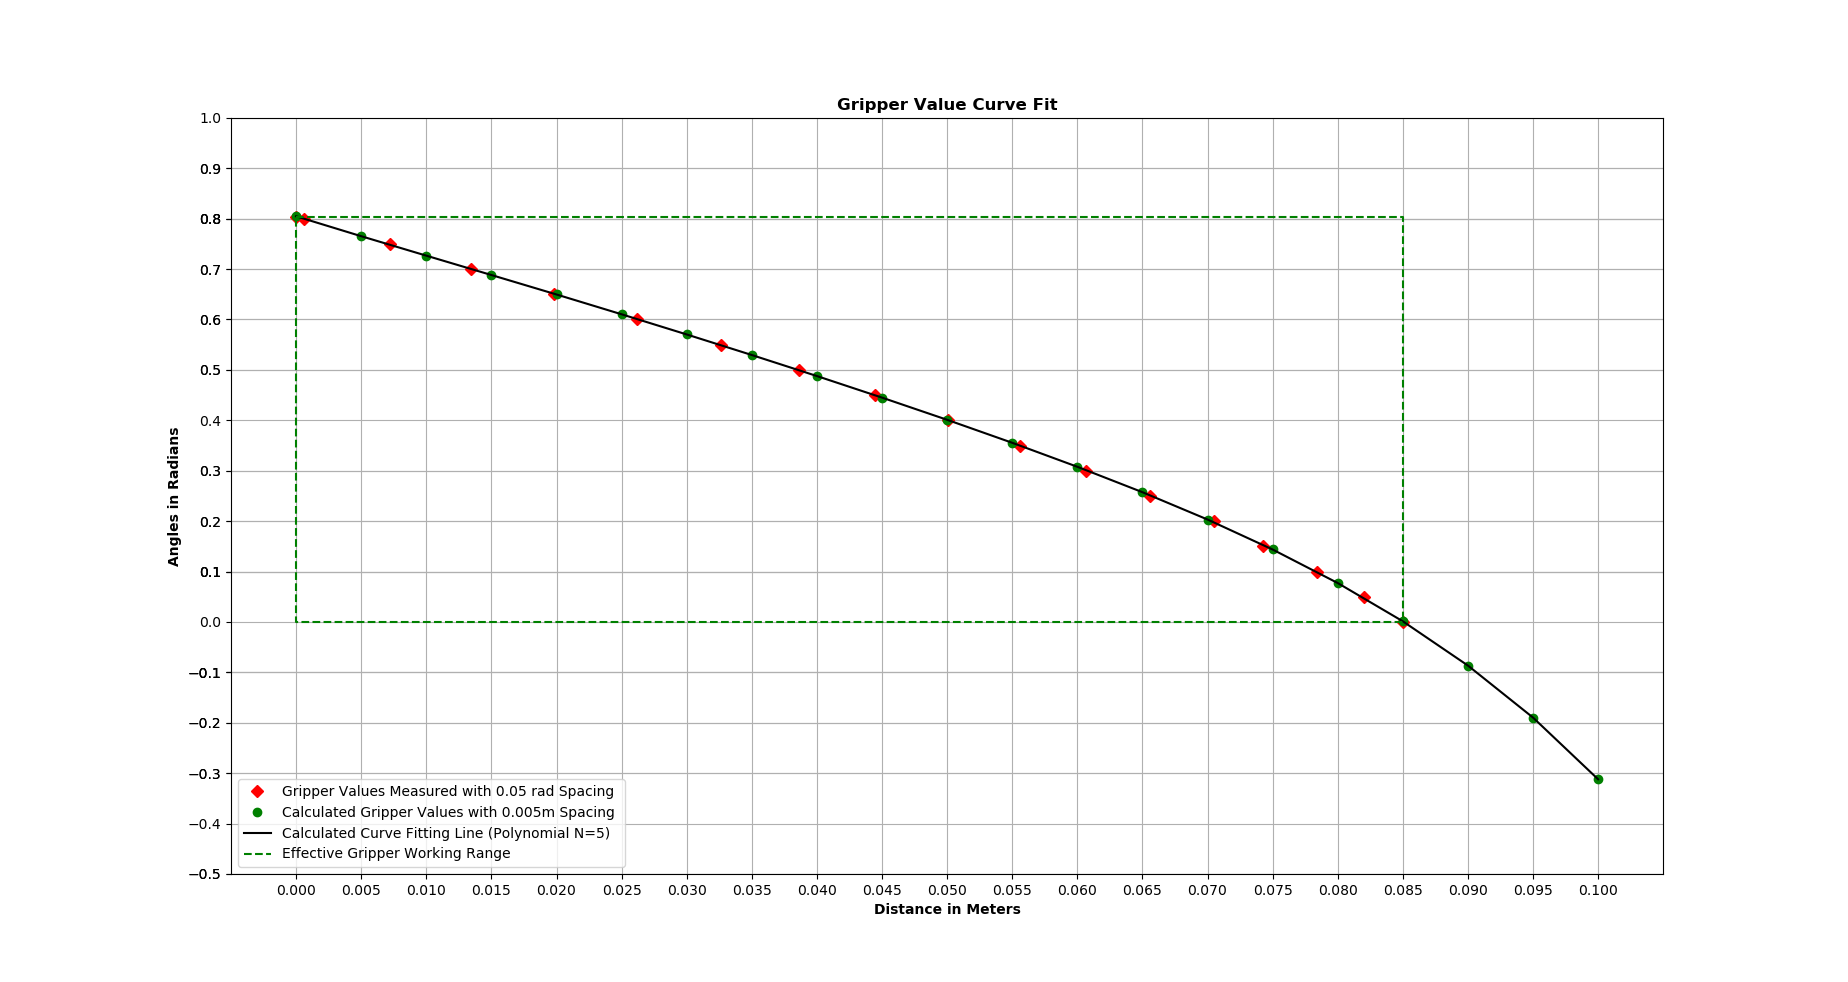 Gripper Value Curve Fit
1.0
0.9
0.8
0.7
0.6
0.5
0.4
0.3
0.2
0.1
0.0
−0.1
−0.2
−0.3
−0.4
−0.5
Angles in Radians
Gripper Values Measured with 0.05 rad Spacing
Calculated Gripper Values with 0.005m Spacing
Calculated Curve Fitting Line (Polynomial N=5)
Effective Gripper Working Range
0.000 0.005 0.010 0.015 0.020 0.025 0.030 0.035 0.040 0.045 0.050 0.055 0.060 0.065 0.070 0.075 0.080 0.085 0.090 0.095 0.100
Distance in Meters